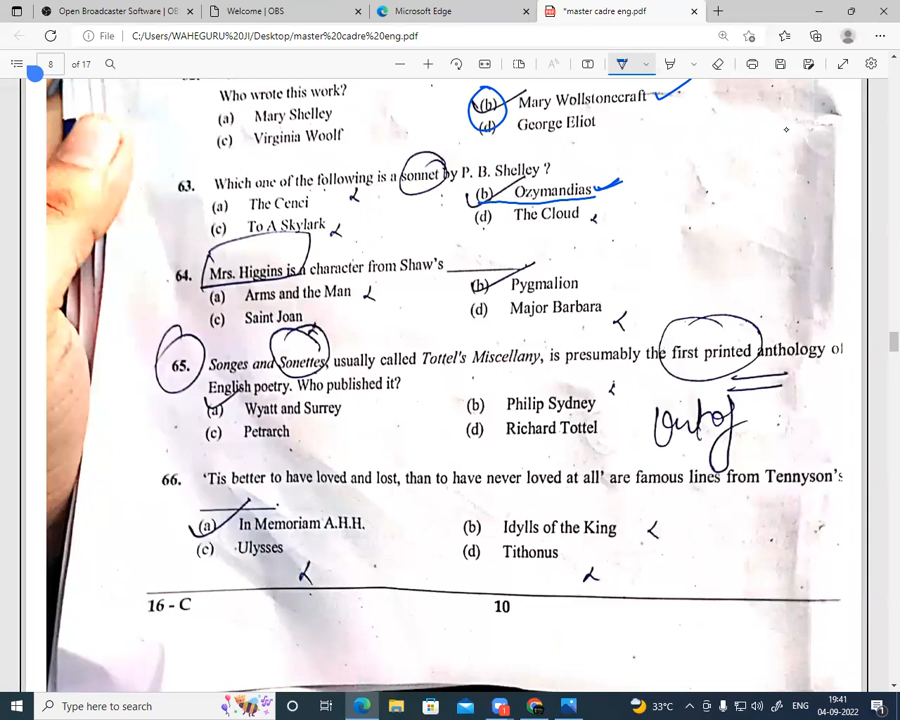 Open Broadcaster Software | OBS
Welcome | OBS
Microsoft Edge
*master cadre eng.pdf
File
C:/Users/WAHEGURU%20JI/Desktop/master%20cadre%20eng.pdf
8
of 17
Who wrote this work?
(a) Mary Shelley
(b) Mary Wollstonecraft
(c) Virginia Woolf
(d) George Eliot
63. Which one of the following is a sonnet by P. B. Shelley ?
(a) The Cenci
(b) Ozymandias
(c) To A Skylark
(d) The Cloud
64. Mrs. Higgins is a character from Shaw's
(a) Arms and the Man
(b) Pygmalion
(c) Saint Joan
(d) Major Barbara
65. Songes and Sonettes, usually called Tottel's Miscellany, is presumably the first printed anthology of
English poetry. Who published it?
(a) Wyatt and Surrey
(b) Philip Sydney
(c) Petrarch
(d) Richard Tottel
out of
66. 'Tis better to have loved and lost, than to have never loved at all' are famous lines from Tennyson's
(a) In Memoriam A.H.H.
(b) Idylls of the King
(c) Ulysses
(d) Tithonus
16 - C
10
Type here to search
33°C
ENG
19:41
04-09-2022